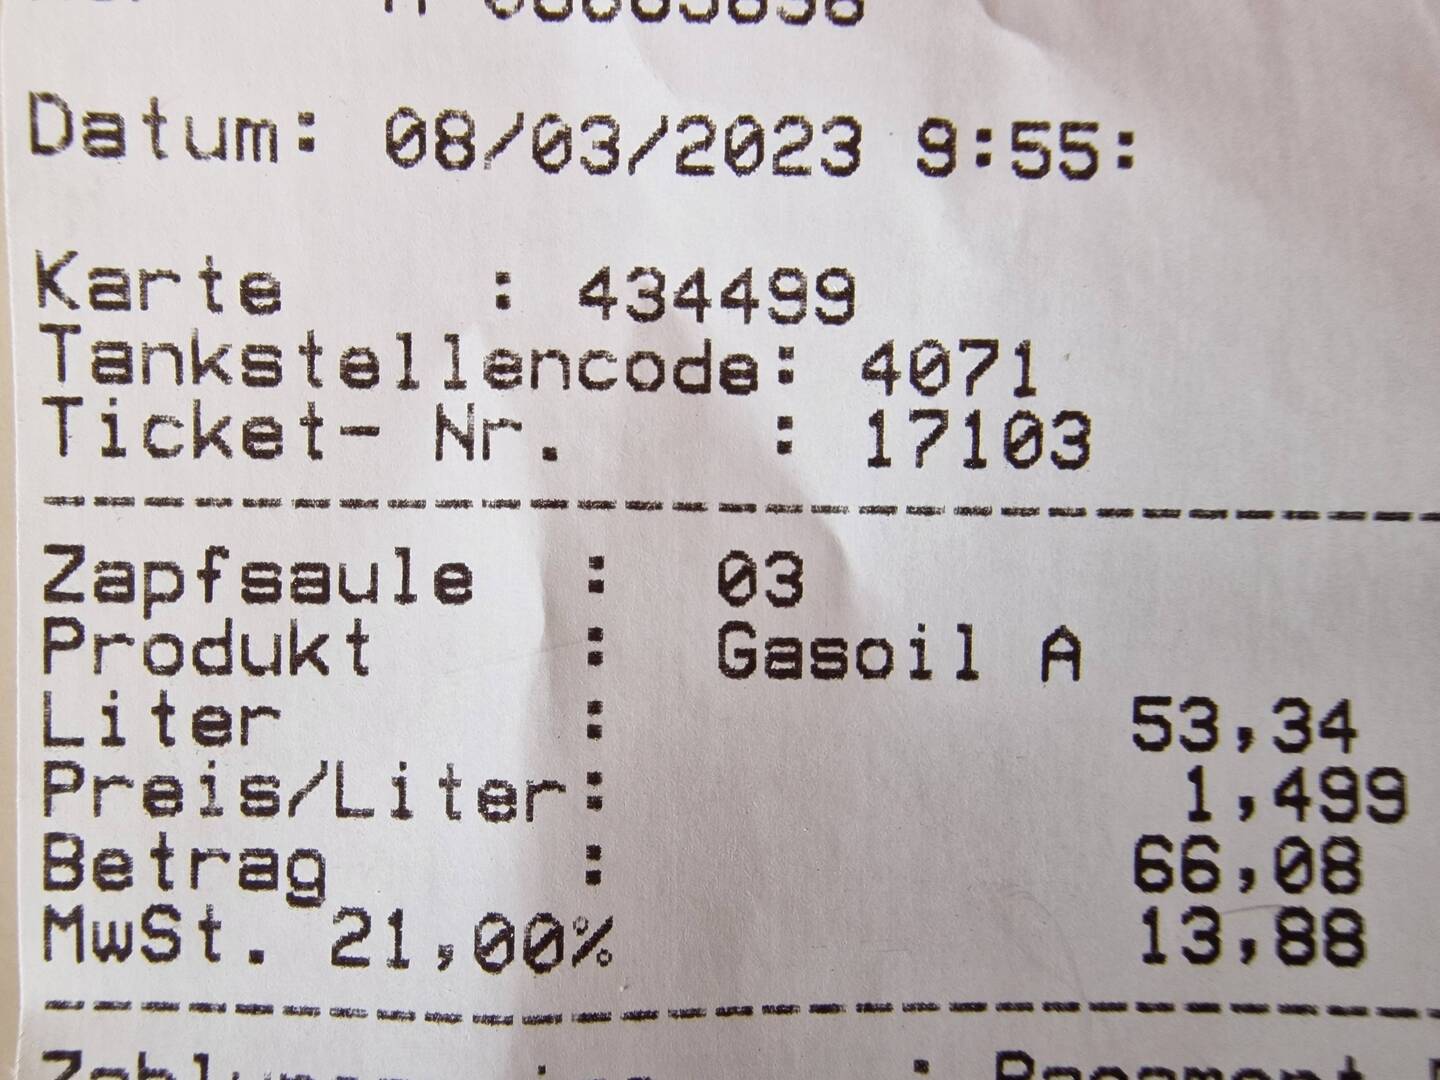 Datum: 08/03/2023 9:55:
Karte : 434499
Tankstellencode: 4071
Ticket- Nr. : 17103
--------------------------------
Zapfsaule : 03
Produkt : Gasoil A
Liter : 53,34
Preis/Liter: 1,499
Betrag : 66,08
MwSt. 21,00% 13,88
--------------------------------